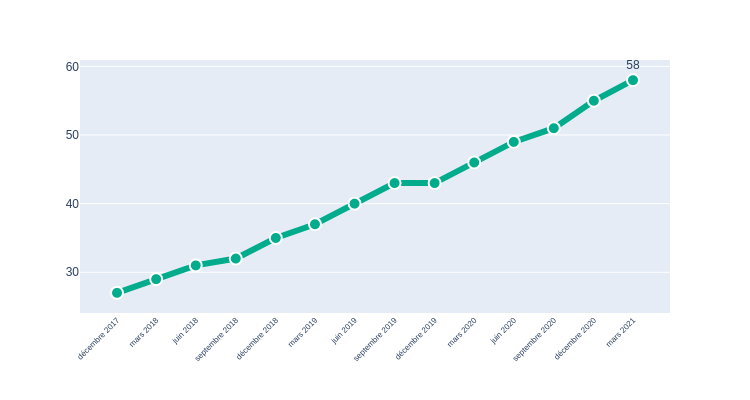 58
60
50
40
30
décembre 2017
mars 2018
juin 2018
septembre 2018
décembre 2018
mars 2019
juin 2019
septembre 2019
décembre 2019
mars 2020
juin 2020
septembre 2020
décembre 2020
mars 2021